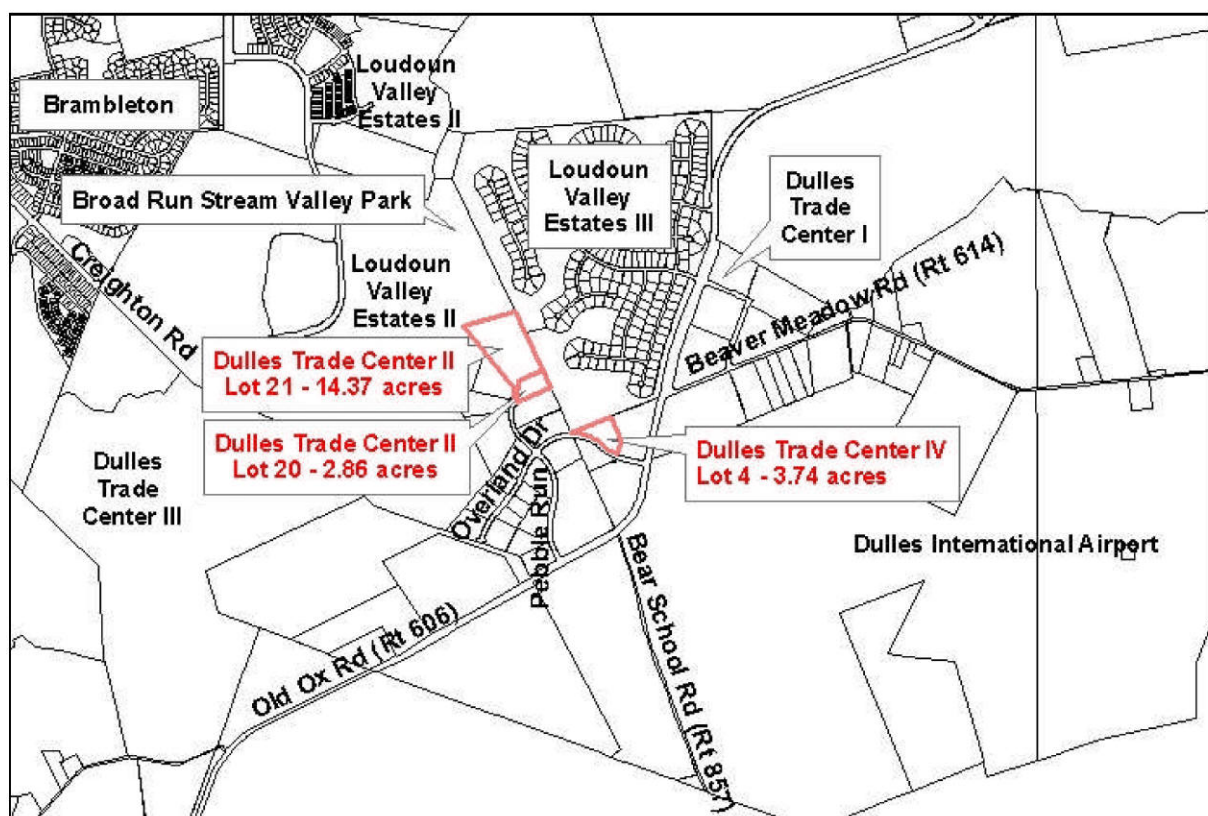 Loudoun
Valley
Estates II
Brambleton
Broad Run Stream Valley Park
Loudoun
Valley
Estates III
Dulles
Trade
Center I
Creighton Rd
Loudoun
Valley
Estates II
Beaver Meadow Rd (Rt 614)
Dulles Trade Center II
Lot 21 - 14.37 acres
Dulles Trade Center II
Lot 20 - 2.86 acres
Dulles Trade Center IV
Lot 4 - 3.74 acres
Overland Dr
Pebble Run
Dulles
Trade
Center III
Dulles International Airport
Bear School Rd (Rt 857)
Old Ox Rd (Rt 606)